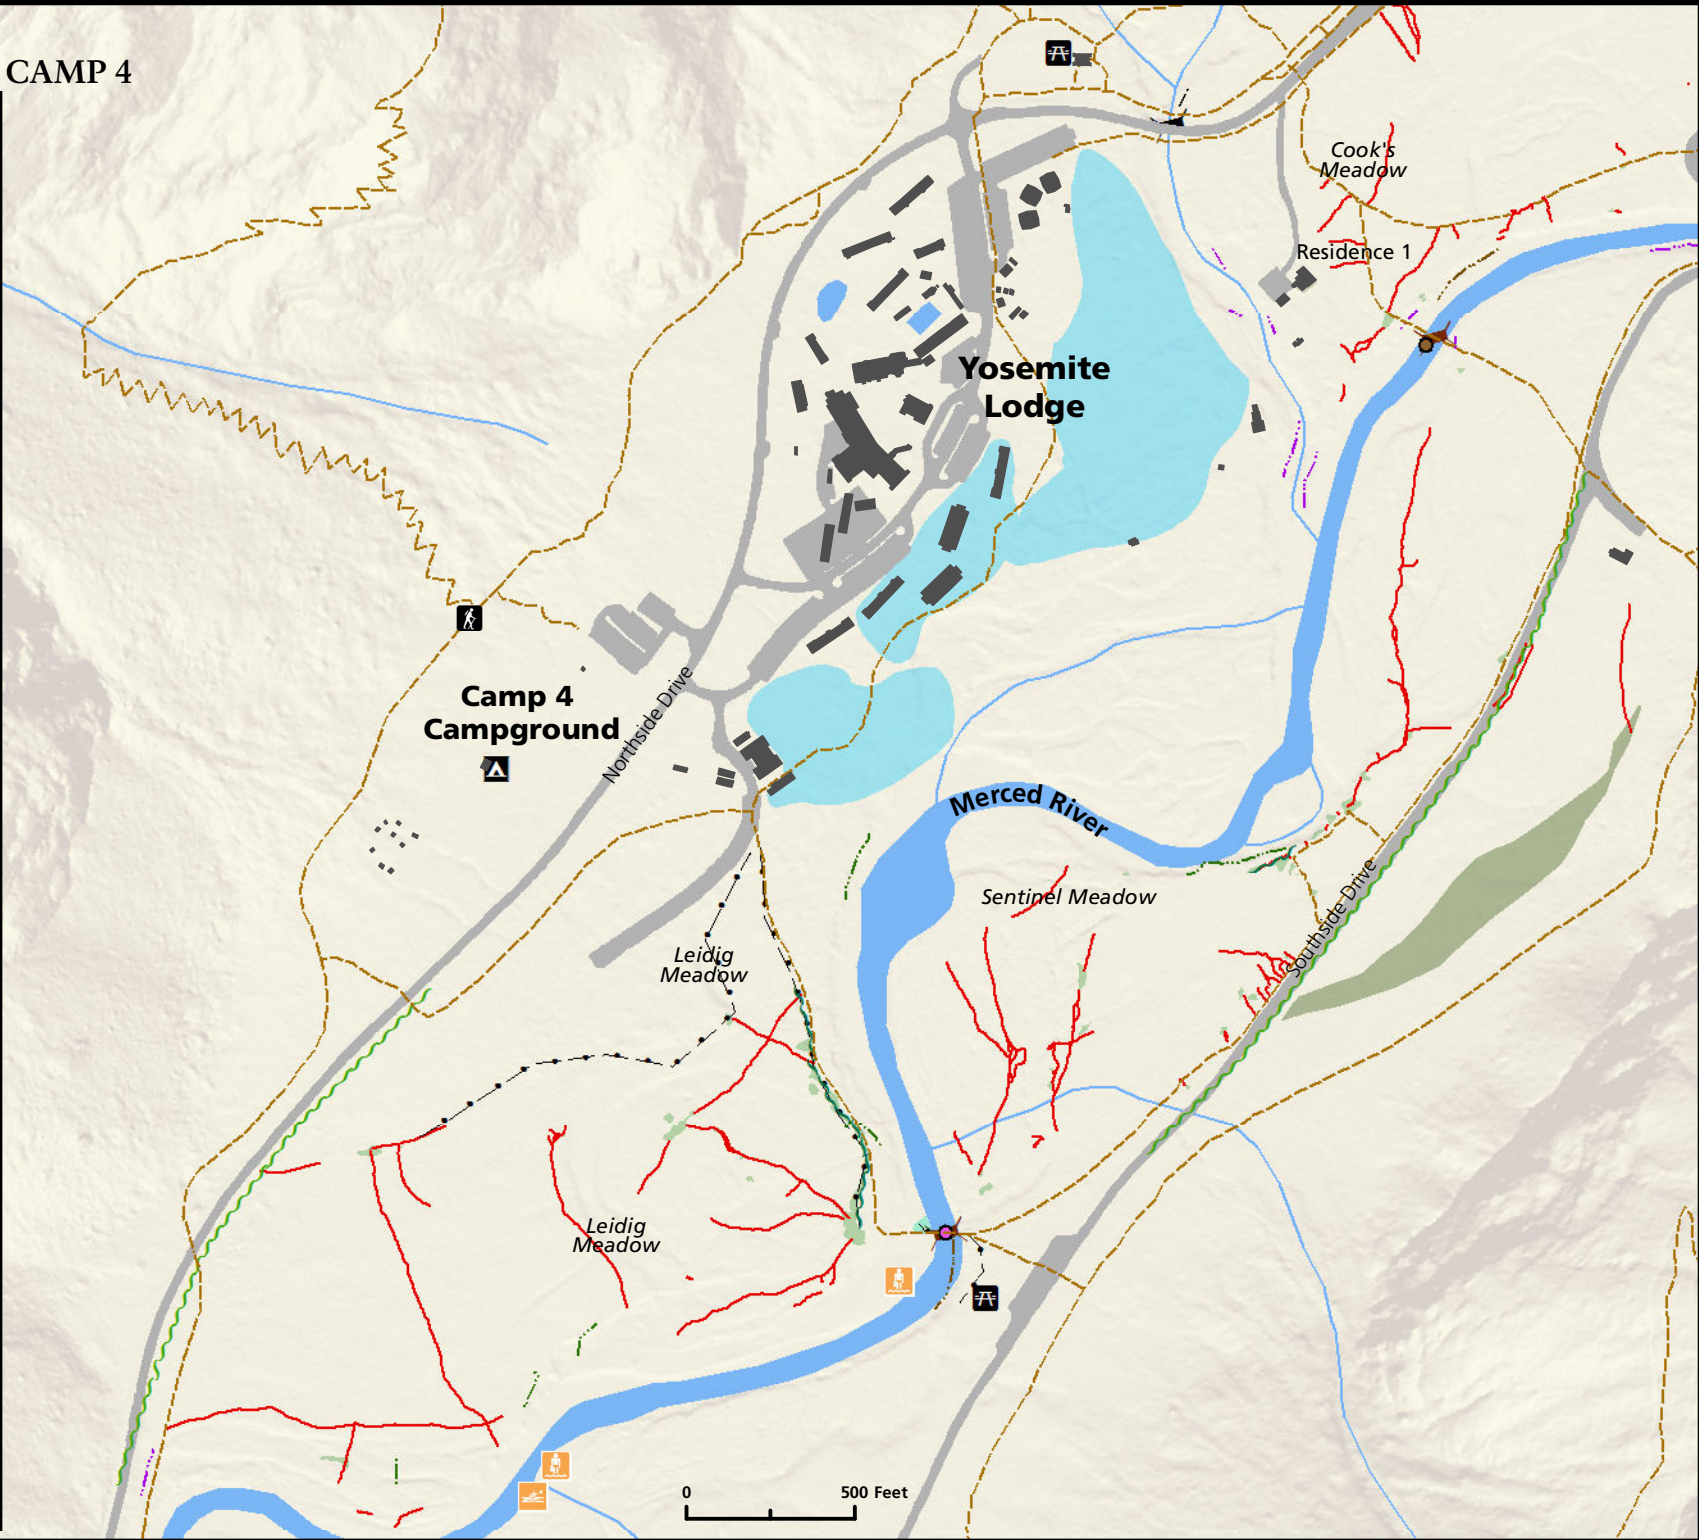 CAMP 4
Cook's
Meadow
Residence 1
Yosemite
Lodge
Camp 4
Campground
Northside Drive
Merced River
Sentinel Meadow
Southside Drive
Leidig
Meadow
Leidig
Meadow
0
500 Feet